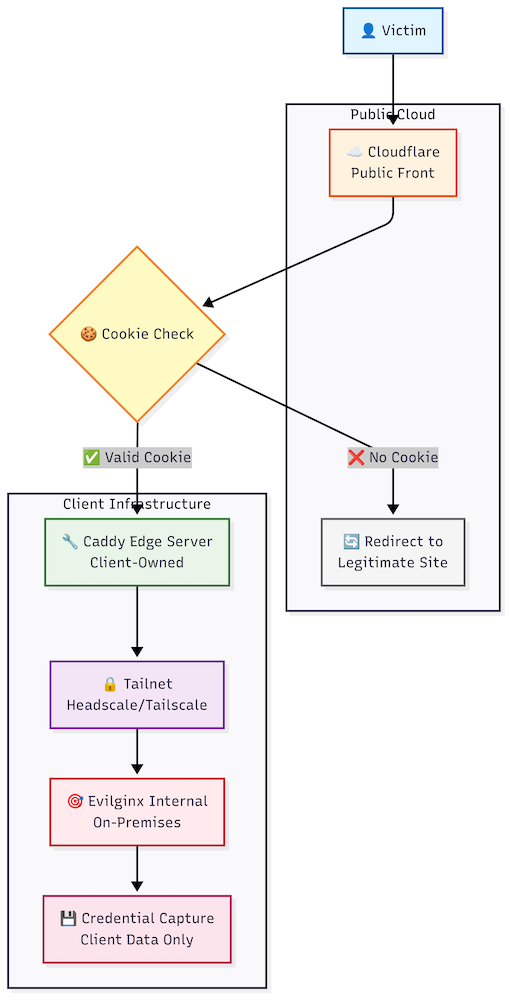 👤 Victim
Public Cloud
☁️ Cloudflare
Public Front
🍪 Cookie Check
✅ Valid Cookie
❌ No Cookie
Client Infrastructure
🔧 Caddy Edge Server
Client-Owned
🔄 Redirect to
Legitimate Site
🔒 Tailnet
Headscale/Tailscale
🎯 Evilginx Internal
On-Premises
💾 Credential Capture
Client Data Only